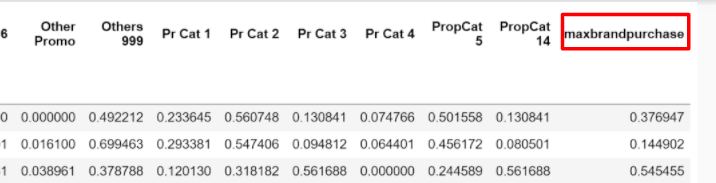 6 Other Promo Others 999 Pr Cat 1 Pr Cat 2 Pr Cat 3 Pr Cat 4 PropCat 5 PropCat 14 maxbrandpurchase
0 0.000000 0.492212 0.233645 0.560748 0.130841 0.074766 0.501558 0.130841 0.376947
1 0.016100 0.699463 0.293381 0.547406 0.094812 0.064401 0.456172 0.080501 0.144902
1 0.038961 0.378788 0.120130 0.318182 0.561688 0.000000 0.244589 0.561688 0.545455